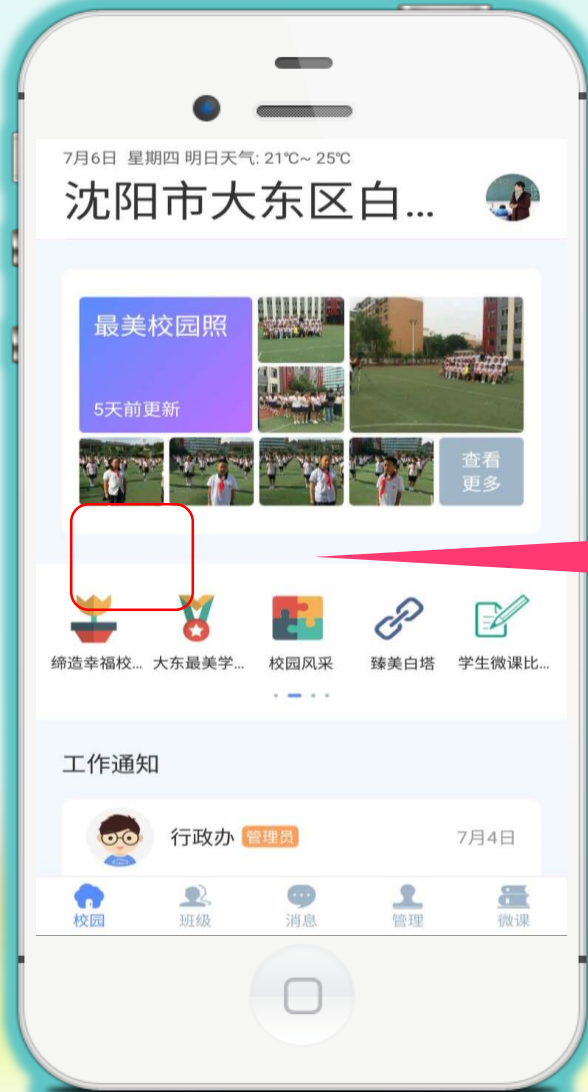 7月6日 星期四 明日天气: 21℃~ 25℃
沈阳市大东区白...
最美校园照
5天前更新
查看
更多
缔造幸福校... 大东最美学... 校园风采 臻美白塔 学生微课比...
工作通知
行政办 管理员 7月4日
校园 班级 消息 管理 微课